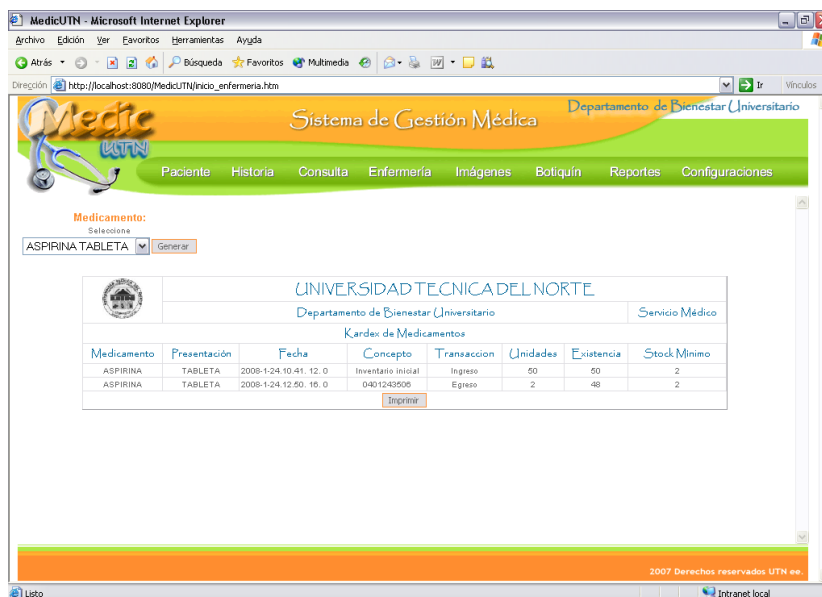 MedicUTN - Microsoft Internet Explorer
Archivo Edición Ver Favoritos Herramientas Ayuda
Atrás Búsqueda Favoritos Multimedia
Dirección http://localhost:8080/MedicUTN/inicio_enfermeria.htm Ir Vínculos
Medic UTN
Sistema de Gestión Médica
Departamento de Bienestar Universitario
Paciente Historia Consulta Enfermería Imágenes Botiquín Reportes Configuraciones
Medicamento:
Seleccione
ASPIRINA TABLETA Generar
UNIVERSIDAD TECNICA DEL NORTE
Departamento de Bienestar Universitario Servicio Médico
Kardex de Medicamentos
Medicamento Presentación Fecha Concepto Transaccion Unidades Existencia Stock Minimo
ASPIRINA TABLETA 2008-1-24.10.41. 12. 0 Inventario inicial Ingreso 50 50 2
ASPIRINA TABLETA 2008-1-24.12.50. 16. 0 0401243506 Egreso 2 48 2
Imprimir
2007 Derechos reservados UTN ee.
Listo Intranet local